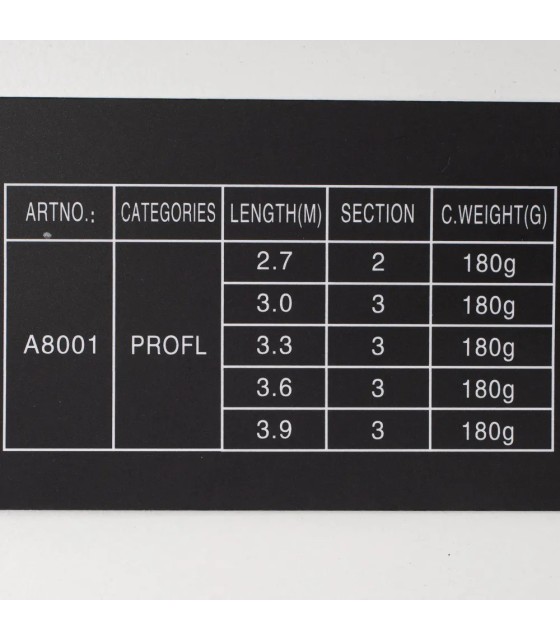 ARTNO.: CATEGORIES LENGTH(M) SECTION C.WEIGHT(G)
2.7 2 180g
3.0 3 180g
A8001 PROFL 3.3 3 180g
3.6 3 180g
3.9 3 180g